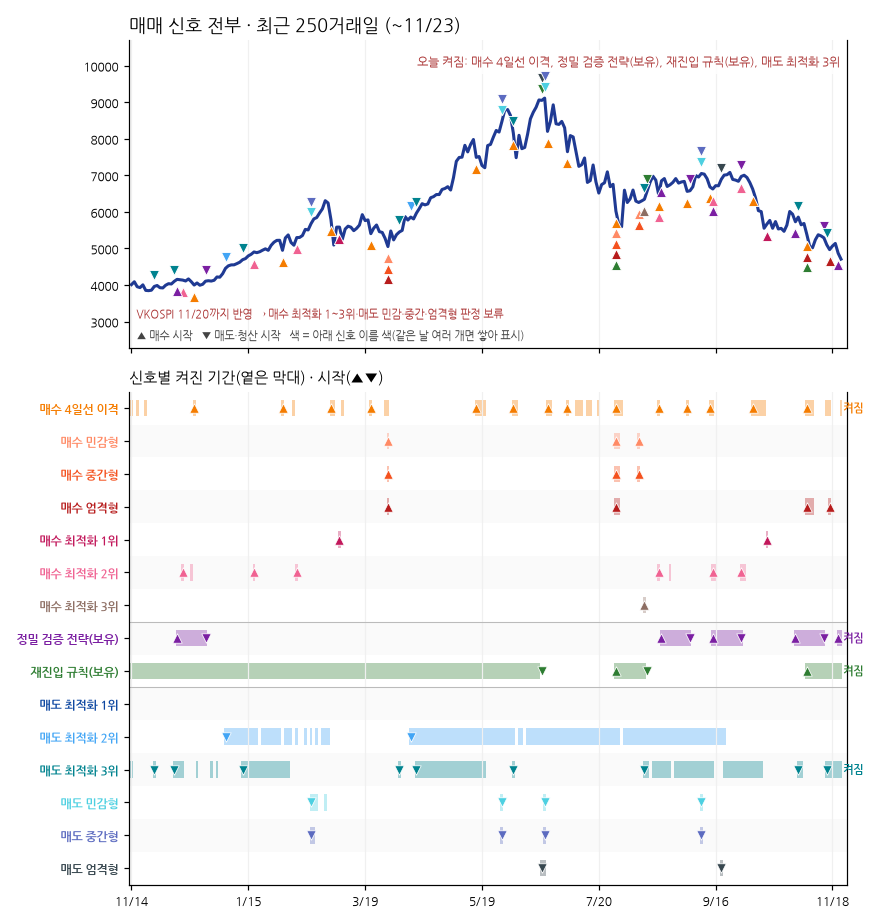 매매 신호 전부 · 최근 250거래일 (~11/23)
오늘 켜짐: 매수 4일선 이격, 정밀 검증 전략(보유), 재진입 규칙(보유), 매도 최적화 3위
10000
9000
8000
7000
6000
5000
4000
3000
VKOSPI 11/20까지 반영 → 매수 최적화 1~3위·매도 민감·중간·엄격형 판정 보류
▲ 매수 시작 ▼ 매도·청산 시작 색 = 아래 신호 이름 색(같은 날 여러 개면 쌓아 표시)
신호별 켜진 기간(옅은 막대) · 시작(▲▼)
매수 4일선 이격 켜짐
매수 민감형
매수 중간형
매수 엄격형
매수 최적화 1위
매수 최적화 2위
매수 최적화 3위
정밀 검증 전략(보유) 켜짐
재진입 규칙(보유) 켜짐
매도 최적화 1위
매도 최적화 2위
매도 최적화 3위 켜짐
매도 민감형
매도 중간형
매도 엄격형
11/14 1/15 3/19 5/19 7/20 9/16 11/18